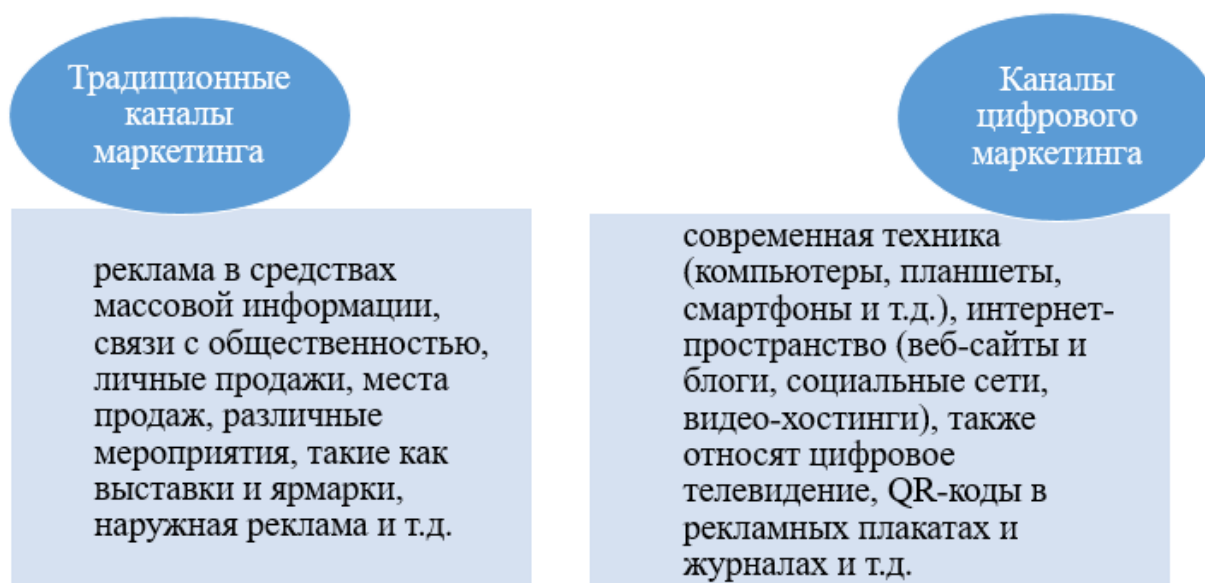 Традиционные
каналы
маркетинга
реклама в средствах
массовой информации,
связи с общественностью,
личные продажи, места
продаж, различные
мероприятия, такие как
выставки и ярмарки,
наружная реклама и т.д.
Каналы
цифрового
маркетинга
современная техника
(компьютеры, планшеты,
смартфоны и т.д.), интернет-
пространство (веб-сайты и
блоги, социальные сети,
видео-хостинги), также
относят цифровое
телевидение, QR-коды в
рекламных плакатах и
журналах и т.д.